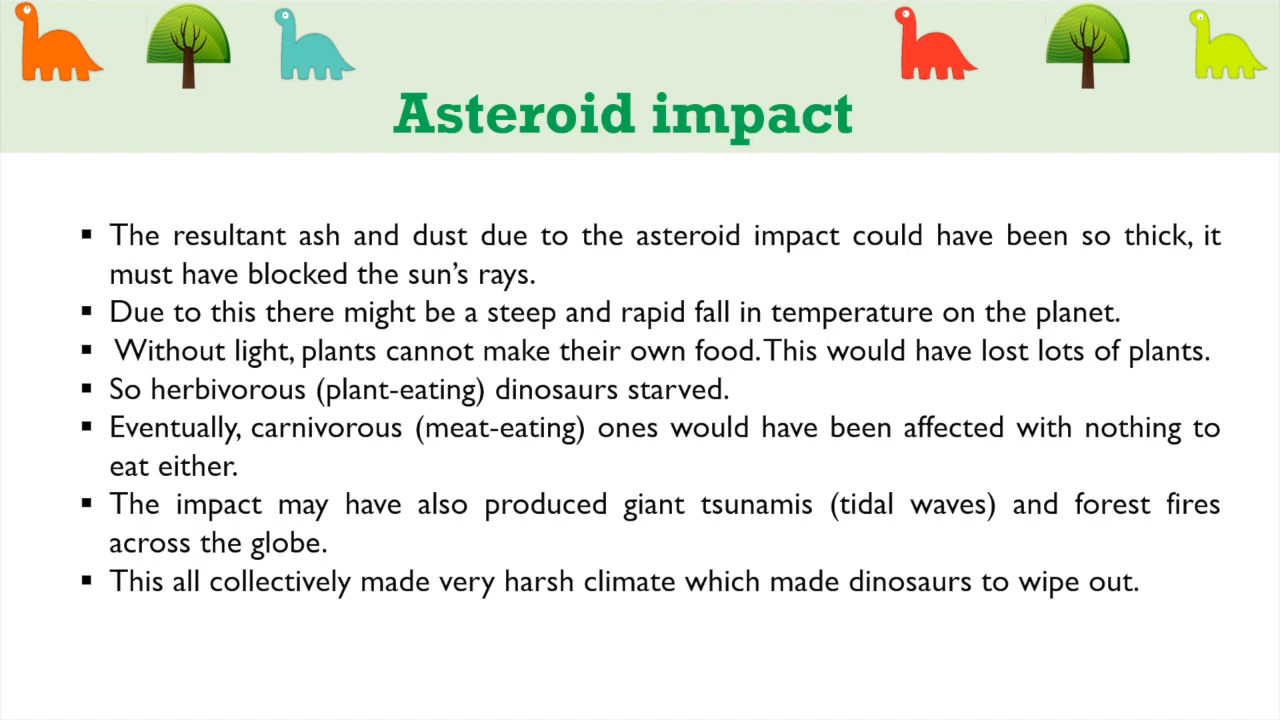 Asteroid impact
▪ The resultant ash and dust due to the asteroid impact could have been so thick, it
must have blocked the sun’s rays.
▪ Due to this there might be a steep and rapid fall in temperature on the planet.
▪ Without light, plants cannot make their own food. This would have lost lots of plants.
▪ So herbivorous (plant-eating) dinosaurs starved.
▪ Eventually, carnivorous (meat-eating) ones would have been affected with nothing to
eat either.
▪ The impact may have also produced giant tsunamis (tidal waves) and forest fires
across the globe.
▪ This all collectively made very harsh climate which made dinosaurs to wipe out.